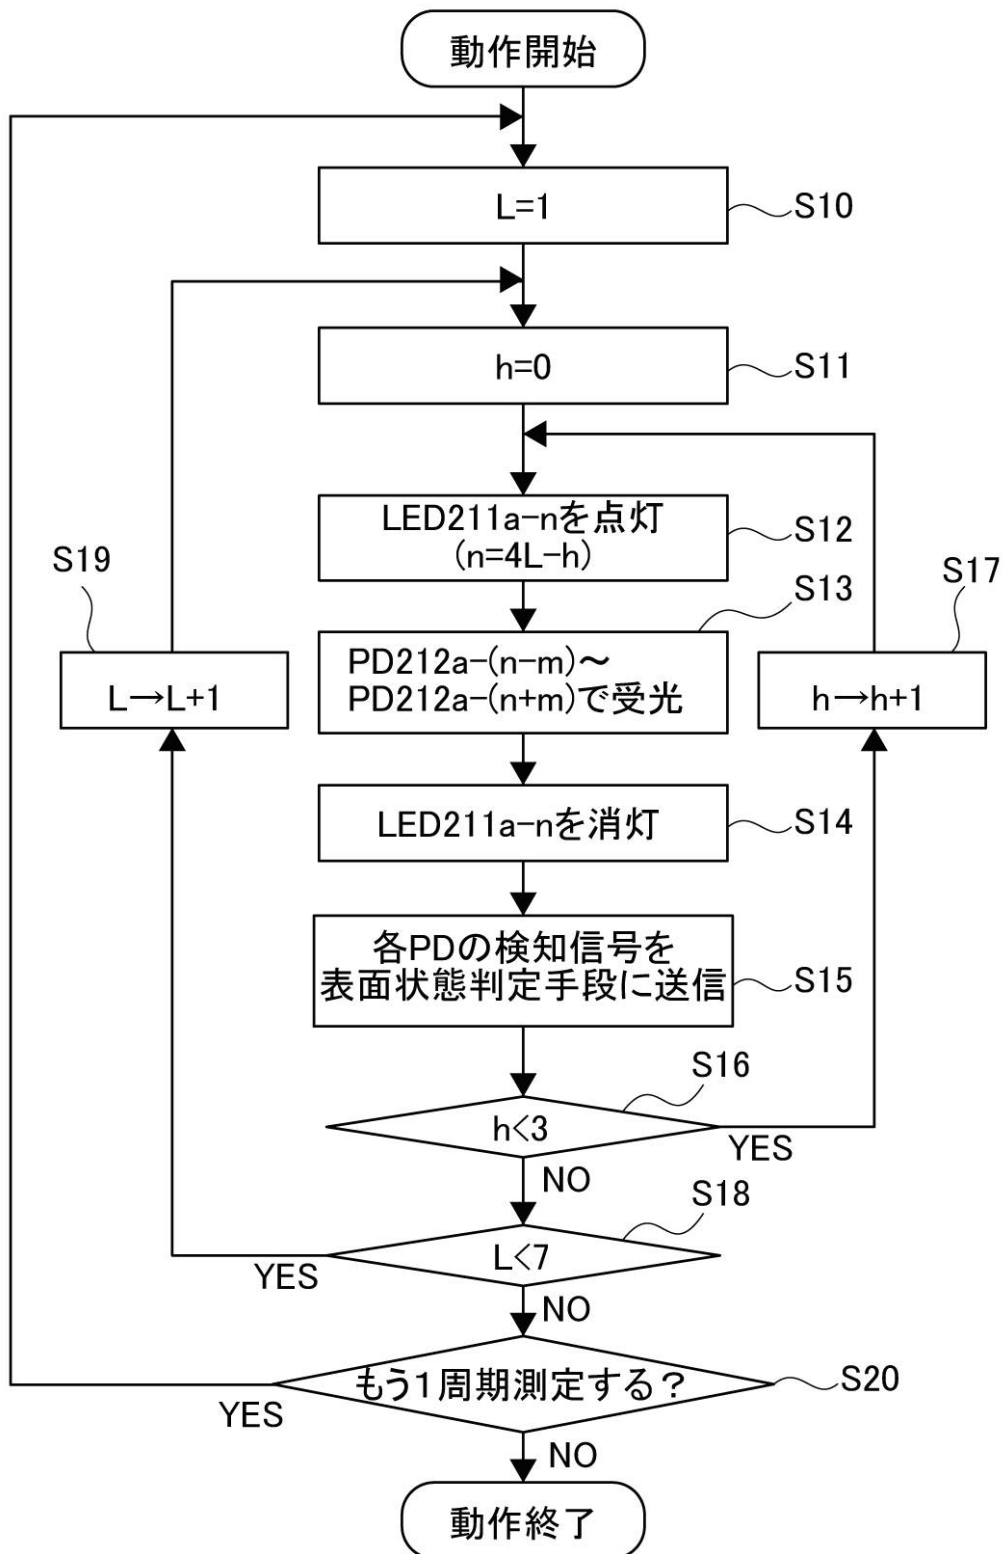 動作開始
L=1
S10
h=0
S11
LED211a-nを点灯
(n=4L-h)
S12
S19
S13
S17
PD212a-(n-m)～
PD212a-(n+m)で受光
L→L+1
h→h+1
LED211a-nを消灯
S14
各PDの検知信号を
表面状態判定手段に送信
S15
S16
h<3
YES
NO
S18
L<7
YES
NO
もう1周期測定する？
S20
YES
NO
動作終了